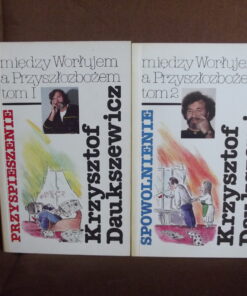 między Worłujem
a Przyszłozbożem
tom 1
PRZYSPIESZENIE
Krzysztof
Daukszewicz
między Worłujem
a Przyszłozbożem
tom 2
SPOWOLNIENIE
Krzysztof